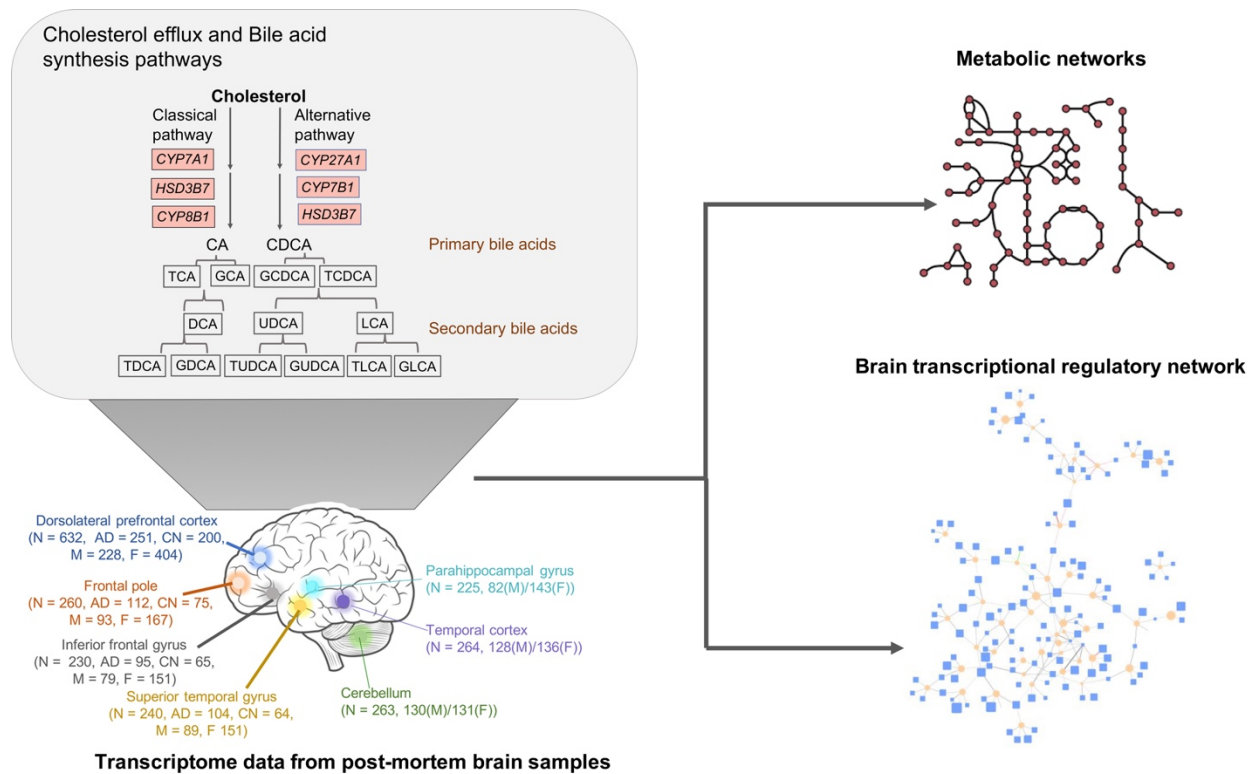 Cholesterol efflux and Bile acid
synthesis pathways
Cholesterol
Classical
pathway
Alternative
pathway
CYP7A1
HSD3B7
CYP8B1
CYP27A1
CYP7B1
HSD3B7
CA
CDCA
Primary bile acids
TCA
GCA
GCDCA
TCDCA
DCA
UDCA
LCA
Secondary bile acids
TDCA
GDCA
TUDCA
GUDCA
TLCA
GLCA
Dorsolateral prefrontal cortex
(N = 632, AD = 251, CN = 200,
M = 228, F = 404)
Frontal pole
(N = 260, AD = 112, CN = 75,
M = 93, F = 167)
Inferior frontal gyrus
(N = 230, AD = 95, CN = 65,
M = 79, F = 151)
Superior temporal gyrus
(N = 240, AD = 104, CN = 64,
M = 89, F 151)
Parahippocampal gyrus
(N = 225, 82(M)/143(F))
Temporal cortex
(N = 264, 128(M)/136(F))
Cerebellum
(N = 263, 130(M)/131(F))
Transcriptome data from post-mortem brain samples
Metabolic networks
Brain transcriptional regulatory network